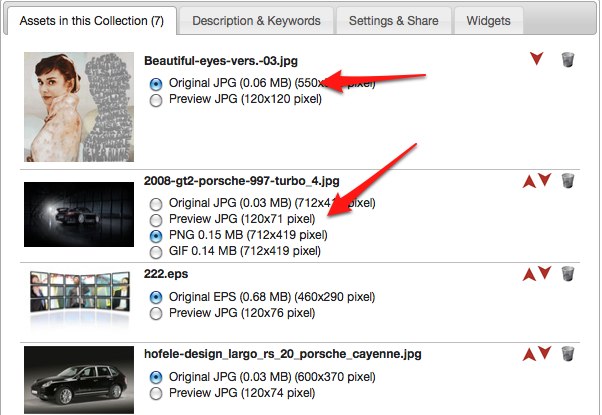 Assets in this Collection (7) Description & Keywords Settings & Share Widgets
Beautiful-eyes-vers.-03.jpg
Original JPG (0.06 MB) (550x pixel)
Preview JPG (120x120 pixel)
2008-gt2-porsche-997-turbo_4.jpg
Original JPG (0.03 MB) (712x41 pixel)
Preview JPG (120x71 pixel)
PNG 0.15 MB (712x419 pixel)
GIF 0.14 MB (712x419 pixel)
222.eps
Original EPS (0.68 MB) (460x290 pixel)
Preview JPG (120x76 pixel)
hofele-design_largo_rs_20_porsche_cayenne.jpg
Original JPG (0.03 MB) (600x370 pixel)
Preview JPG (120x74 pixel)